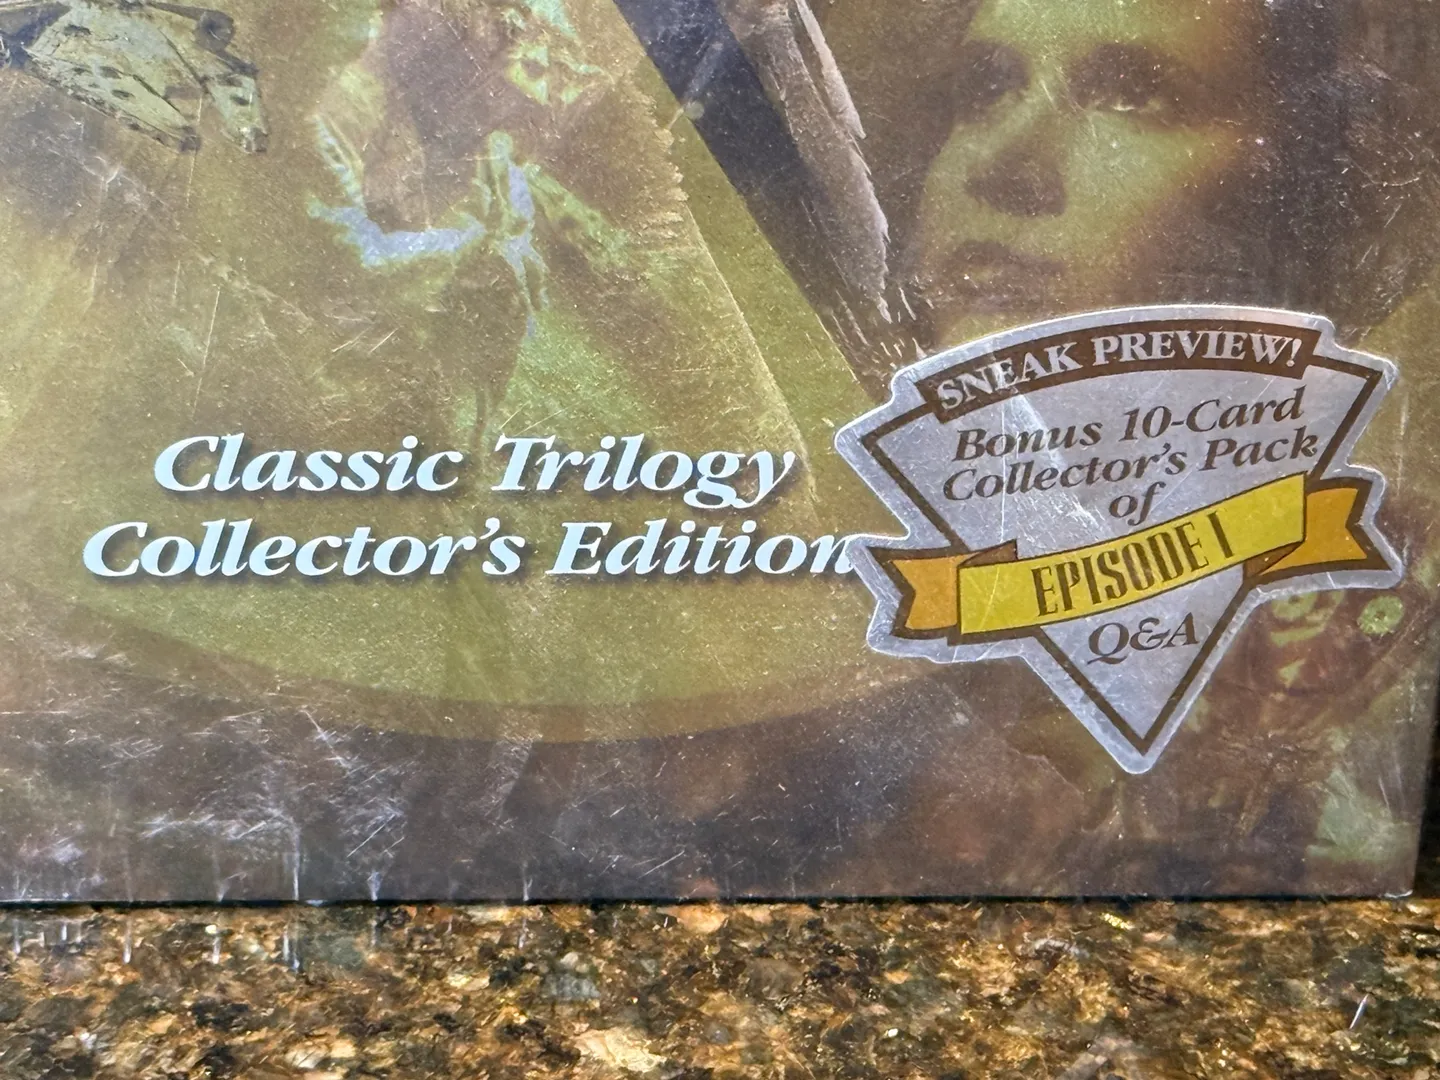 Classic Trilogy
Collector's Edition
SNEAK PREVIEW!
Bonus 10-Card
Collector's Pack
of
EPISODE I
Q&A